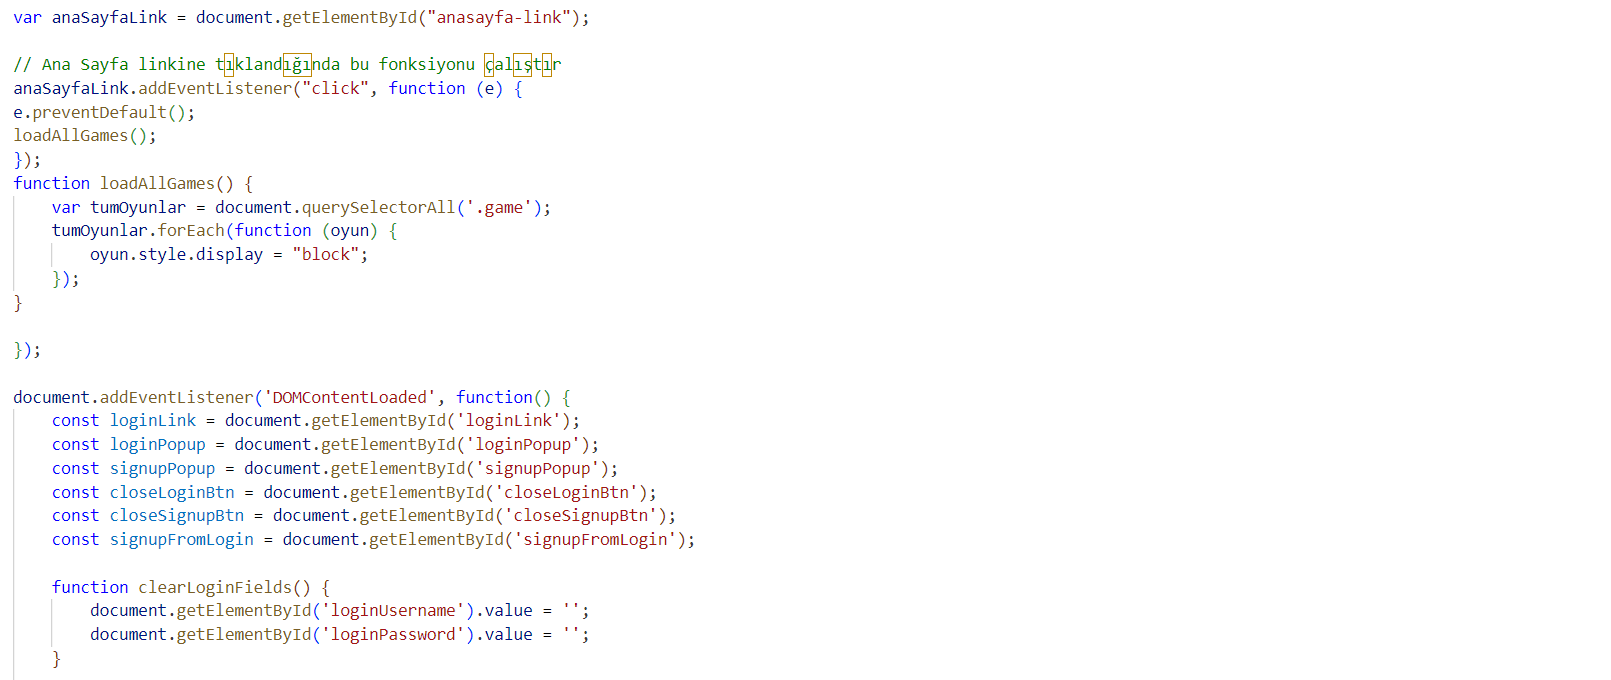 var anaSayfaLink = document.getElementById("anasayfa-link");
// Ana Sayfa linkine tıklandığında bu fonksiyonu çalıştır
anaSayfaLink.addEventListener("click", function (e) {
e.preventDefault();
loadAllGames();
});
function loadAllGames() {
    var tumOyunlar = document.querySelectorAll('.game');
    tumOyunlar.forEach(function (oyun) {
        oyun.style.display = "block";
    });
}
});
document.addEventListener('DOMContentLoaded', function() {
    const loginLink = document.getElementById('loginLink');
    const loginPopup = document.getElementById('loginPopup');
    const signupPopup = document.getElementById('signupPopup');
    const closeLoginBtn = document.getElementById('closeLoginBtn');
    const closeSignupBtn = document.getElementById('closeSignupBtn');
    const signupFromLogin = document.getElementById('signupFromLogin');
    function clearLoginFields() {
        document.getElementById('loginUsername').value = '';
        document.getElementById('loginPassword').value = '';
    }